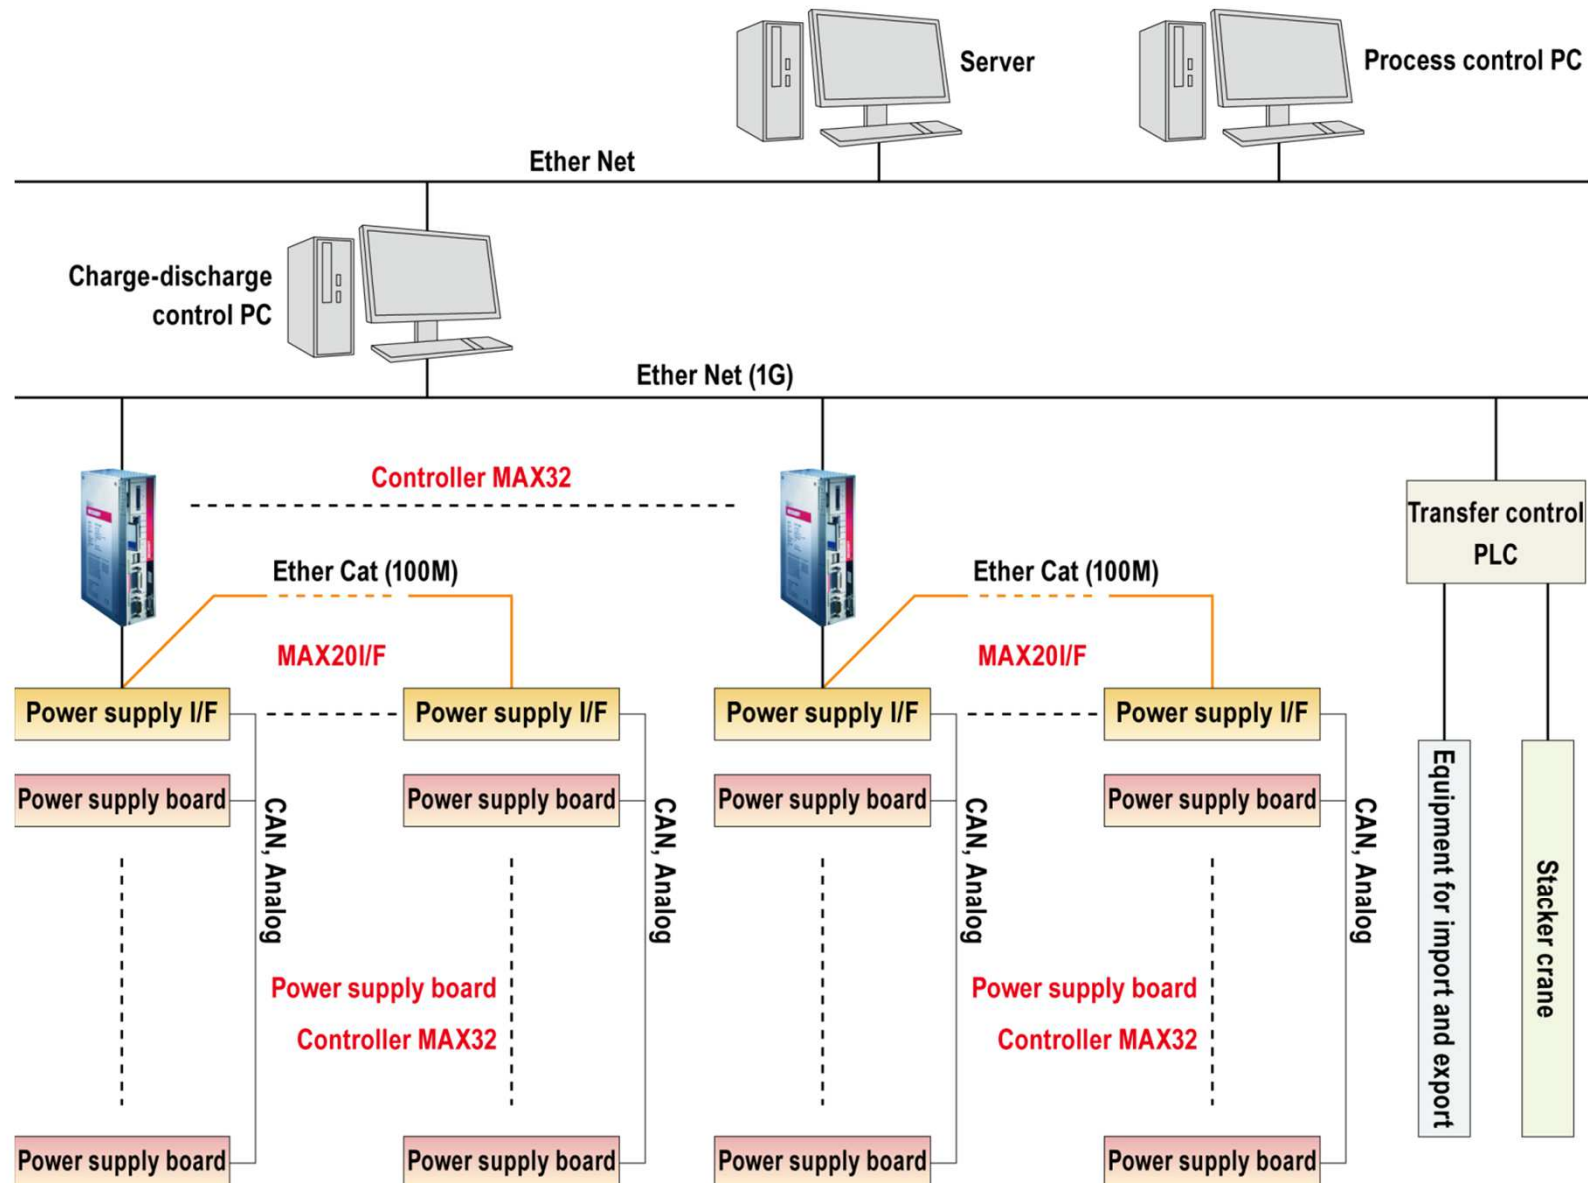 Server
Process control PC
Ether Net
Charge-discharge
control PC
Ether Net (1G)
Controller MAX32
Transfer control
PLC
Ether Cat (100M)
Ether Cat (100M)
MAX20I/F
MAX20I/F
Power supply I/F
Power supply I/F
Power supply I/F
Power supply I/F
Power supply board
Power supply board
Power supply board
Power supply board
CAN, Analog
CAN, Analog
CAN, Analog
CAN, Analog
Equipment for import and export
Stacker crane
Power supply board
Controller MAX32
Power supply board
Controller MAX32
Power supply board
Power supply board
Power supply board
Power supply board